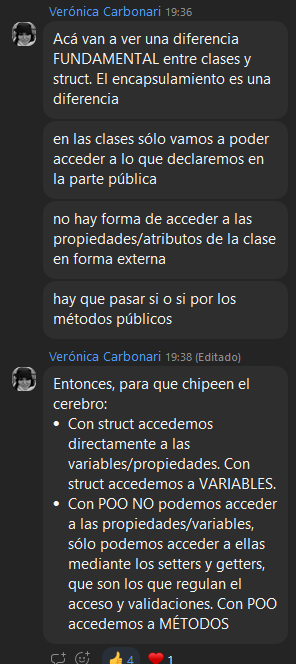 Verónica Carbonari 19:36
Acá van a ver una diferencia
FUNDAMENTAL entre clases y
struct. El encapsulamiento es una
diferencia
en las clases sólo vamos a poder
acceder a lo que declaremos en
la parte pública
no hay forma de acceder a las
propiedades/atributos de la clase
en forma externa
hay que pasar si o si por los
métodos públicos
Verónica Carbonari 19:38 (Editado)
Entonces, para que chipeen el
cerebro:
• Con struct accedemos
directamente a las
variables/propiedades. Con
struct accedemos a VARIABLES.
• Con POO NO podemos acceder
a las propiedades/variables,
sólo podemos acceder a ellas
mediante los setters y getters,
que son los que regulan el
acceso y validaciones. Con POO
accedemos a MÉTODOS
👍 4 ❤️ 1